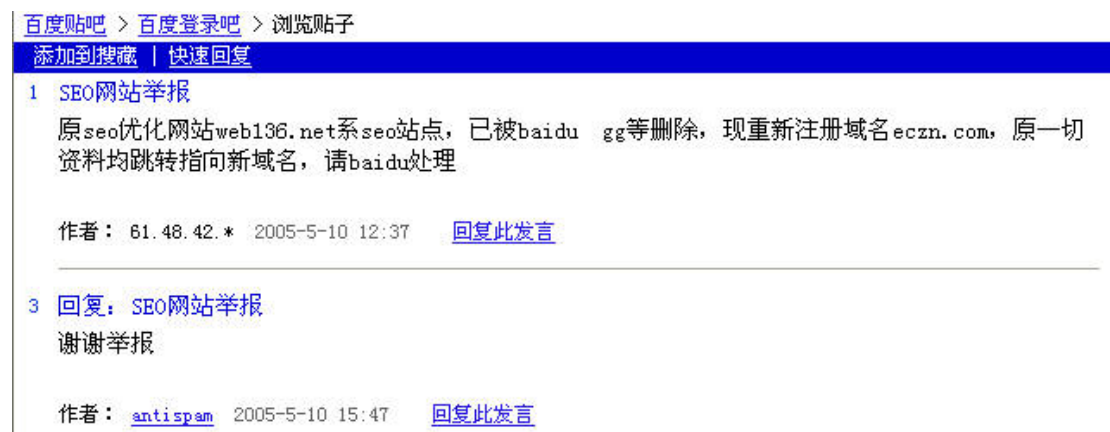 百度贴吧 > 百度登录吧 > 浏览贴子
添加到搜藏 | 快速回复
1 SEO网站举报
原seo优化网站web136.net系seo站点，已被baidu gg等删除，现重新注册域名eczn.com，原一切
资料均跳转指向新域名，请baidu处理
作者： 61.48.42.* 2005-5-10 12:37 回复此发言
3 回复：SEO网站举报
谢谢举报
作者： antispam 2005-5-10 15:47 回复此发言